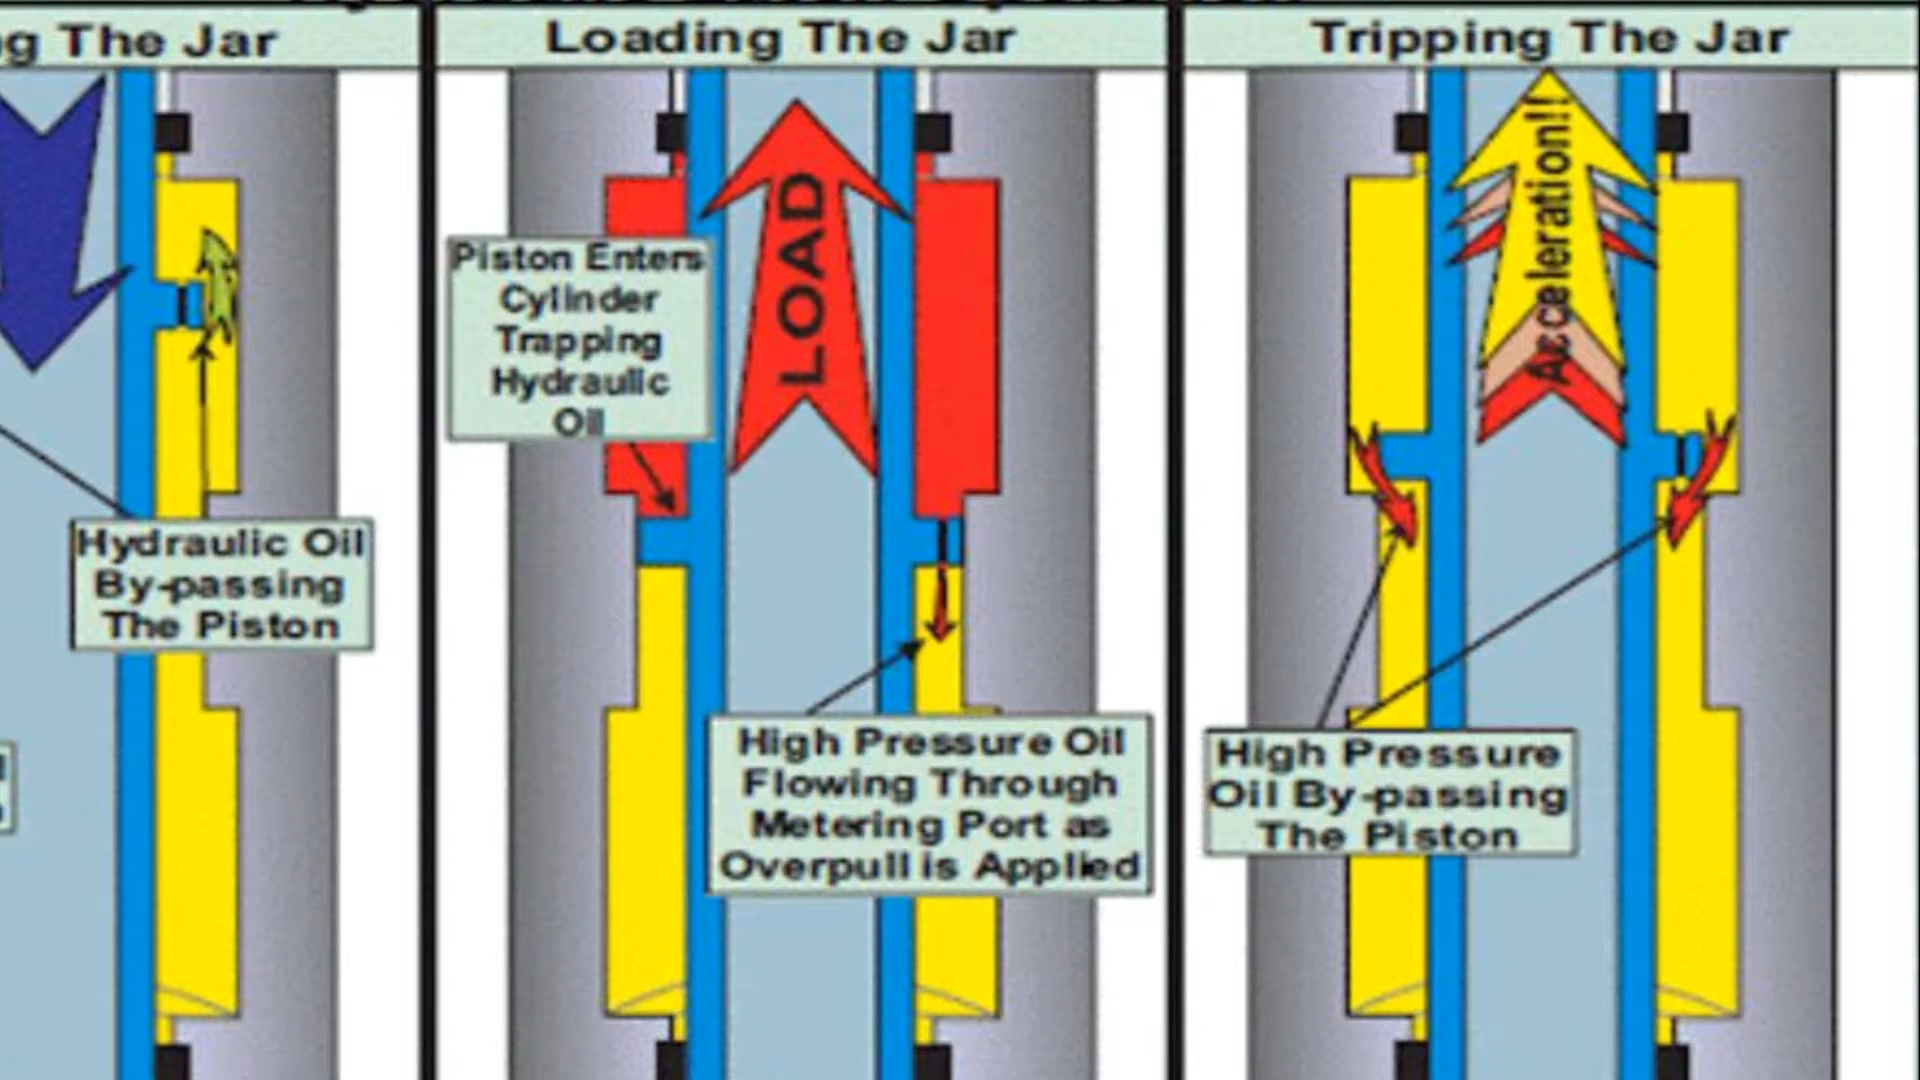 The Jar
Hydraulic Oil
By-passing
The Piston
Loading The Jar
LOAD
Piston Enters
Cylinder
Trapping
Hydraulic
Oil
High Pressure Oil
Flowing Through
Metering Port as
Overpull is Applied
Tripping The Jar
Acceleration!!
High Pressure
Oil By-passing
The Piston